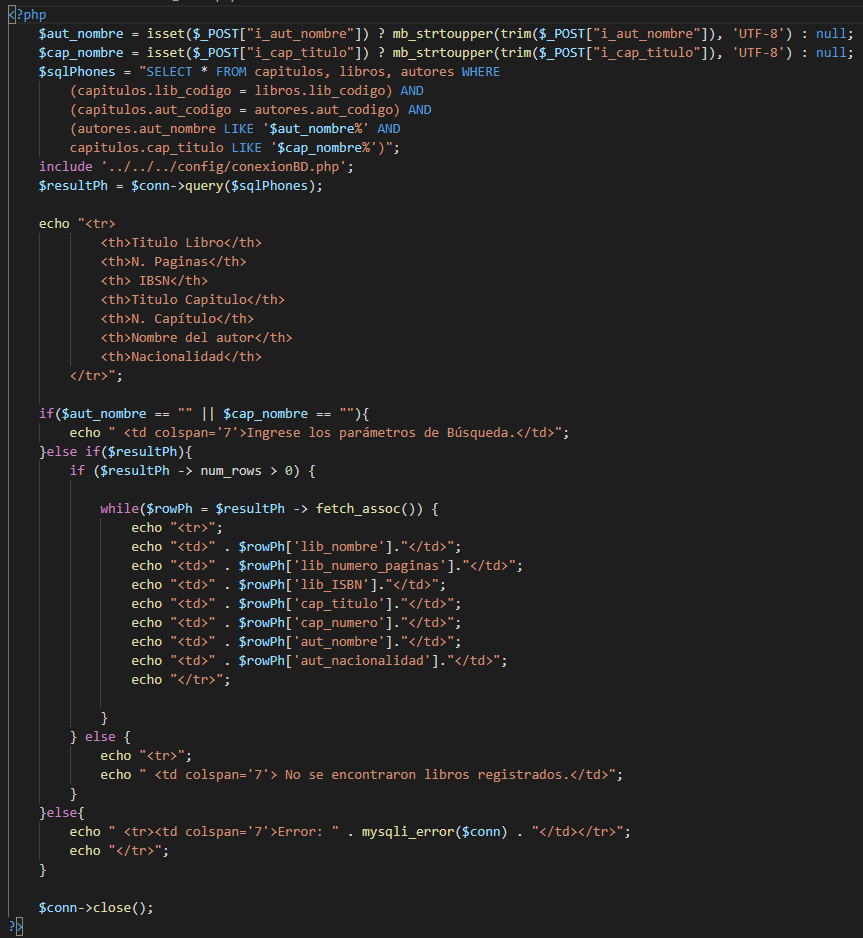 <?php
$aut_nombre = isset($_POST["i_aut_nombre"]) ? mb_strtoupper(trim($_POST["i_aut_nombre"]), 'UTF-8') : null;
$cap_nombre = isset($_POST["i_cap_titulo"]) ? mb_strtoupper(trim($_POST["i_cap_titulo"]), 'UTF-8') : null;
$sqlPhones = "SELECT * FROM capitulos, libros, autores WHERE
(capitulos.lib_codigo = libros.lib_codigo) AND
(capitulos.aut_codigo = autores.aut_codigo) AND
(autores.aut_nombre LIKE '$aut_nombre%' AND
capitulos.cap_titulo LIKE '$cap_nombre%')";
include '../../../config/conexionBD.php';
$resultPh = $conn->query($sqlPhones);
echo "<tr>
<th>Titulo Libro</th>
<th>N. Paginas</th>
<th> IBSN</th>
<th>Titulo Capitulo</th>
<th>N. Capítulo</th>
<th>Nombre del autor</th>
<th>Nacionalidad</th>
</tr>";
if($aut_nombre == "" || $cap_nombre == ""){
echo " <td colspan='7'>Ingrese los parámetros de Búsqueda.</td>";
}else if($resultPh){
if ($resultPh -> num_rows > 0) {
while($rowPh = $resultPh -> fetch_assoc()) {
echo "<tr>";
echo "<td>" . $rowPh['lib_nombre']."</td>";
echo "<td>" . $rowPh['lib_numero_paginas']."</td>";
echo "<td>" . $rowPh['lib_ISBN']."</td>";
echo "<td>" . $rowPh['cap_titulo']."</td>";
echo "<td>" . $rowPh['cap_numero']."</td>";
echo "<td>" . $rowPh['aut_nombre']."</td>";
echo "<td>" . $rowPh['aut_nacionalidad']."</td>";
echo "</tr>";
}
} else {
echo "<tr>";
echo " <td colspan='7'> No se encontraron libros registrados.</td>";
}
}else{
echo " <tr><td colspan='7'>Error: " . mysqli_error($conn) . "</td></tr>";
echo "</tr>";
}
$conn->close();
?>